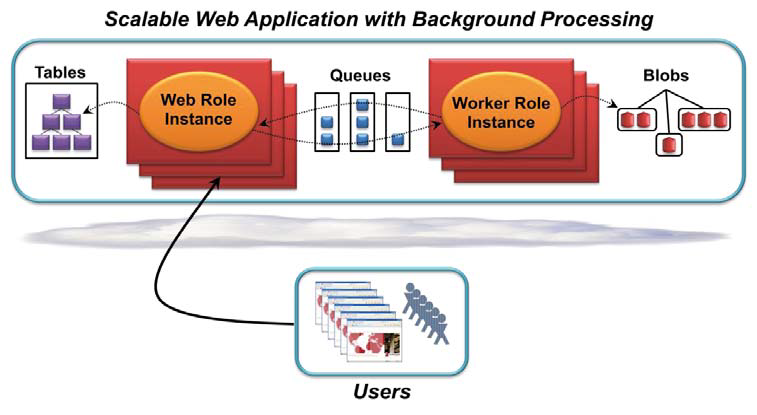 Scalable Web Application with Background Processing
Tables
Web Role
Instance
Queues
Worker Role
Instance
Blobs
Users